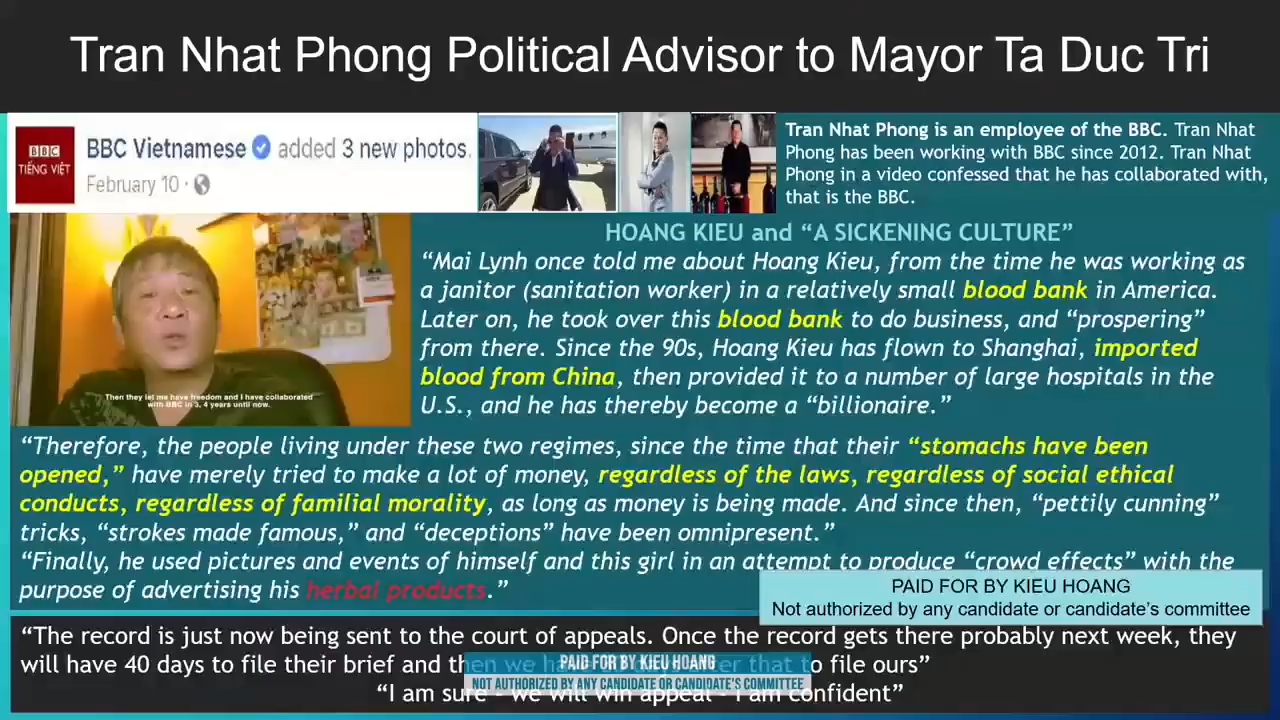 Tran Nhat Phong Political Advisor to Mayor Ta Duc Tri
BBC
TIẾNG VIỆT
BBC Vietnamese added 3 new photos.
February 10
Tran Nhat Phong is an employee of the BBC. Tran Nhat
Phong has been working with BBC since 2012. Tran Nhat
Phong in a video confessed that he has collaborated with,
that is the BBC.
Then they let me have freedom and I have collaborated
with BBC in 3, 4 years until now.
HOANG KIEU and “A SICKENING CULTURE”
“Mai Lynh once told me about Hoang Kieu, from the time he was working as
a janitor (sanitation worker) in a relatively small blood bank in America.
Later on, he took over this blood bank to do business, and “prospering”
from there. Since the 90s, Hoang Kieu has flown to Shanghai, imported
blood from China, then provided it to a number of large hospitals in the
U.S., and he has thereby become a “billionaire.”
“Therefore, the people living under these two regimes, since the time that their “stomachs have been
opened,” have merely tried to make a lot of money, regardless of the laws, regardless of social ethical
conducts, regardless of familial morality, as long as money is being made. And since then, “pettily cunning”
tricks, “strokes made famous,” and “deceptions” have been omnipresent.”
“Finally, he used pictures and events of himself and this girl in an attempt to produce “crowd effects” with the
purpose of advertising his herbal products.”
PAID FOR BY KIEU HOANG
Not authorized by any candidate or candidate’s committee
“The record is just now being sent to the court of appeals. Once the record gets there probably next week, they
will have 40 days to file their brief and then we that to file ours”
PAID FOR BY KIEU HOANG
NOT AUTHORIZED BY ANY CANDIDATE OR CANDIDATE’S COMMITTEE
“I am sure - we will win appeal - I am confident”